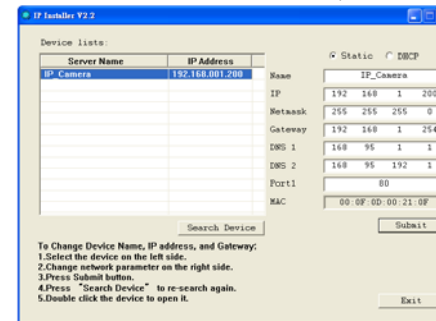 IP Installer V2.2
Device lists:
Server Name IP Address
IP_Camera 192.168.001.200
Search Device
To Change Device Name, IP address, and Gateway:
1.Select the device on the left side.
2.Change network parameter on the right side.
3.Press Submit button.
4.Press "Search Device" to re-search again.
5.Double click the device to open it.
Static DHCP
Name IP_Camera
IP 192 168 1 200
Netmask 255 255 255 0
Gateway 192 168 1 254
DNS 1 168 95 1 1
DNS 2 168 95 192 1
Port1 80
MAC 00:0F:0D:00:21:0F
Submit
Exit